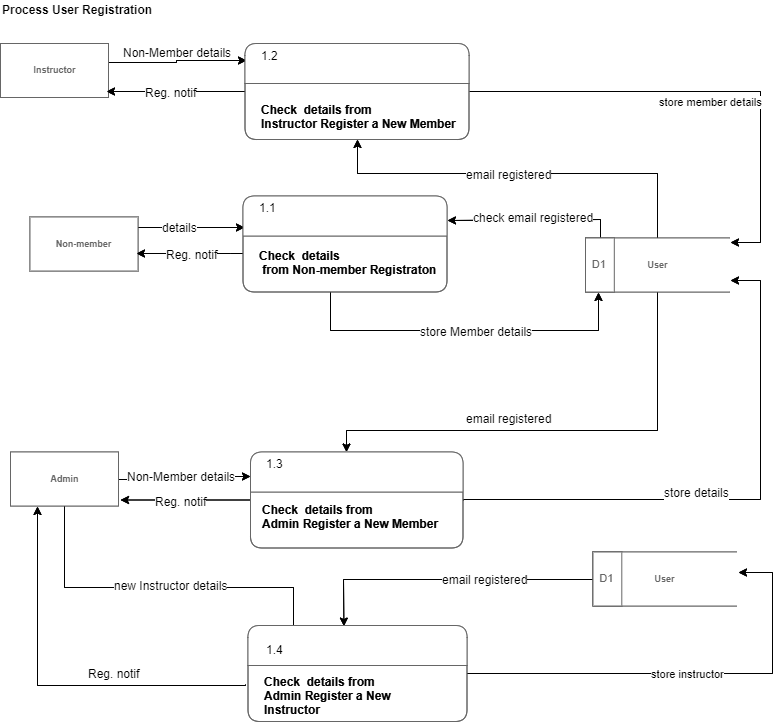 Process User Registration
Instructor
Non-Member details
Reg. notif
1.2
Check details from
Instructor Register a New Member
store member details
email registered
Non-member
details
Reg. notif
1.1
Check details
from Non-member Registraton
check email registered
D1
User
store Member details
email registered
Admin
Non-Member details
Reg. notif
1.3
Check details from
Admin Register a New Member
store details
new Instructor details
email registered
D1
User
Reg. notif
1.4
Check details from
Admin Register a New
Instructor
store instructor